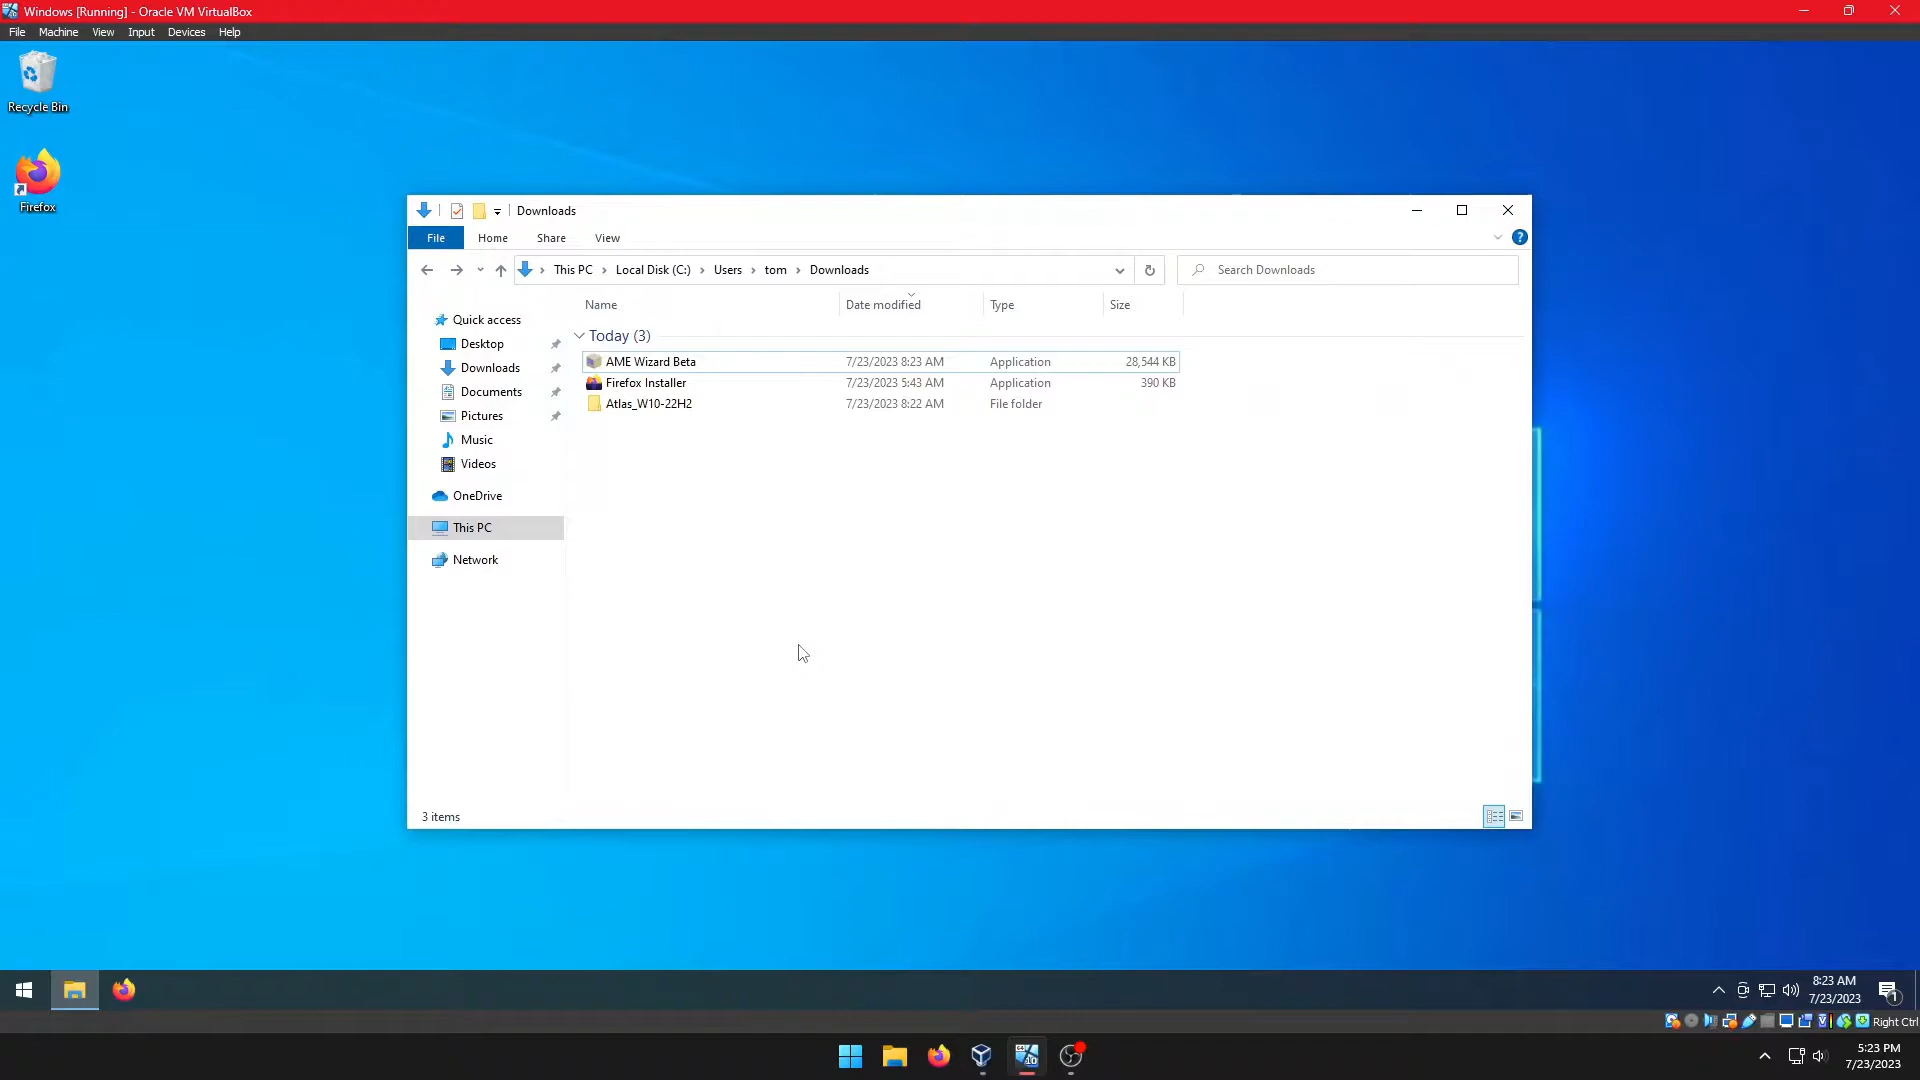 Windows [Running] - Oracle VM VirtualBox
File Machine View Input Devices Help
Recycle Bin
Firefox
Downloads
File Home Share View
This PC Local Disk (C:) Users tom Downloads
Search Downloads
Name Date modified Type Size
Quick access
Desktop
Downloads
Documents
Pictures
Music
Videos
OneDrive
This PC
Network
Today (3)
AME Wizard Beta 7/23/2023 8:23 AM Application 28,544 KB
Firefox Installer 7/23/2023 5:43 AM Application 390 KB
Atlas_W10-22H2 7/23/2023 8:22 AM File folder
3 items
8:23 AM
7/23/2023
1
Right Ctrl
10
5:23 PM
7/23/2023